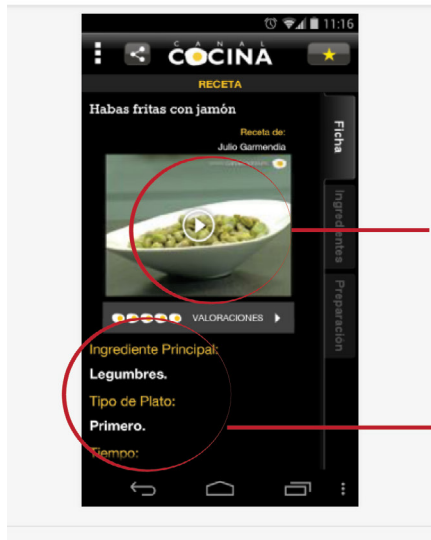 11:16
CANAL
COCINA
RECETA
Habas fritas con jamón
Receta de:
Julio Garmendia
Ficha
Ingredientes
Preparación
VALORACIONES
Ingrediente Principal:
Legumbres.
Tipo de Plato:
Primero.
Tiempo: